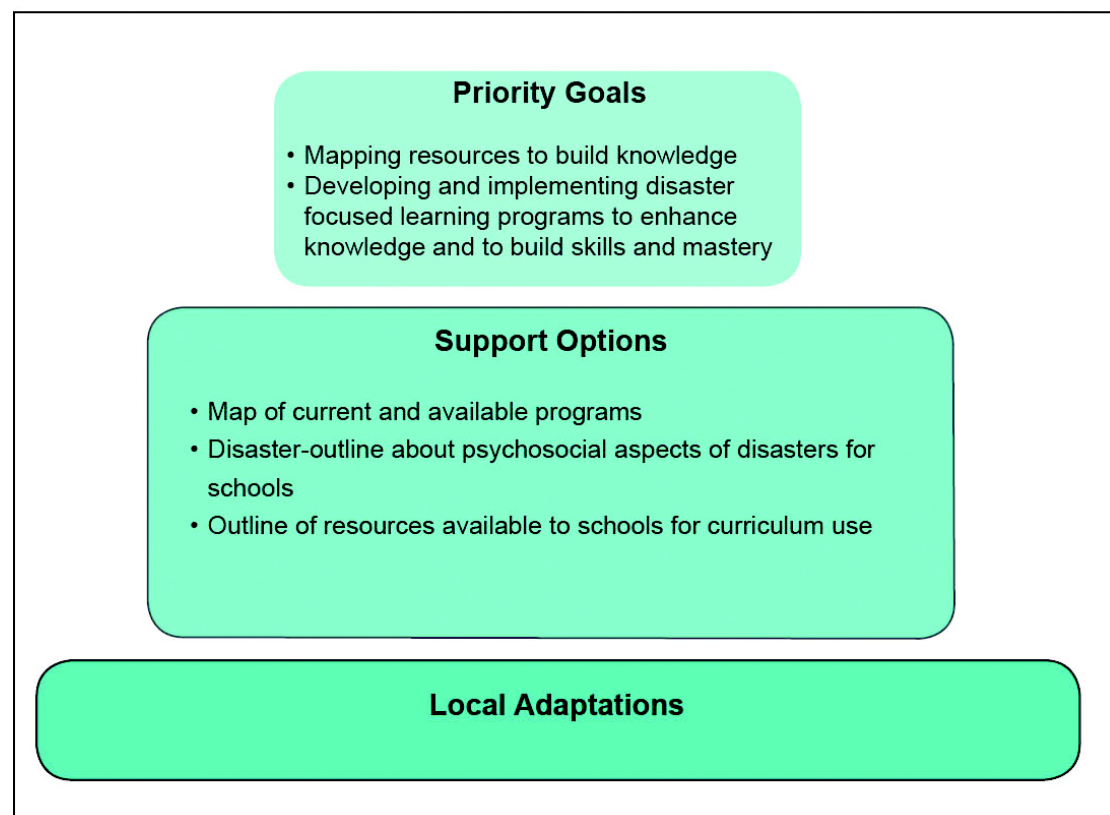 Priority Goals
• Mapping resources to build knowledge
• Developing and implementing disaster
focused learning programs to enhance
knowledge and to build skills and mastery
Support Options
• Map of current and available programs
• Disaster-outline about psychosocial aspects of disasters for
schools
• Outline of resources available to schools for curriculum use
Local Adaptations